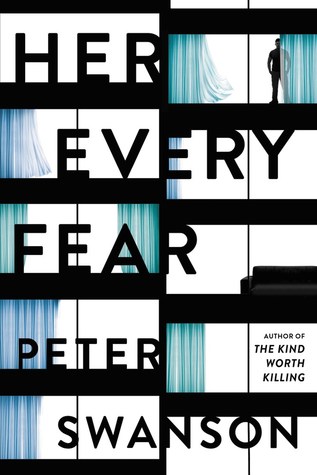 HER
EVERY
FEAR
PETER
SWANSON
AUTHOR OF
THE KIND
WORTH
KILLING